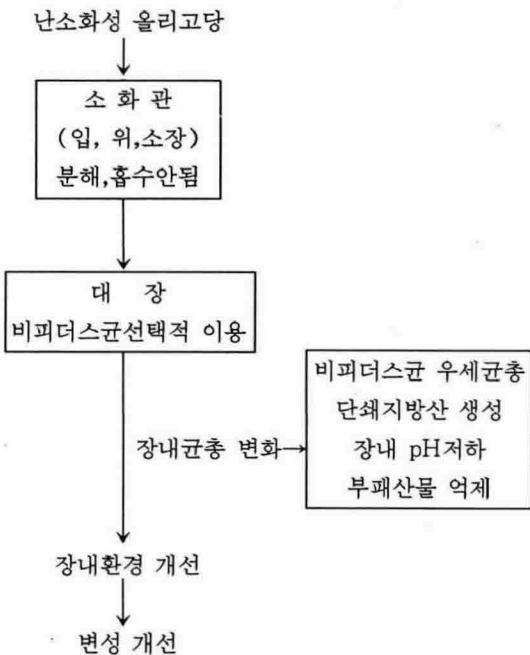 난소화성 올리고당
소 화 관
(입, 위,소장)
분해,흡수안됨
대 장
비피더스균선택적 이용
비피더스균 우세균총
단쇄지방산 생성
장내균총 변화→ 장내 pH저하
부패산물 억제
장내환경 개선
변성 개선